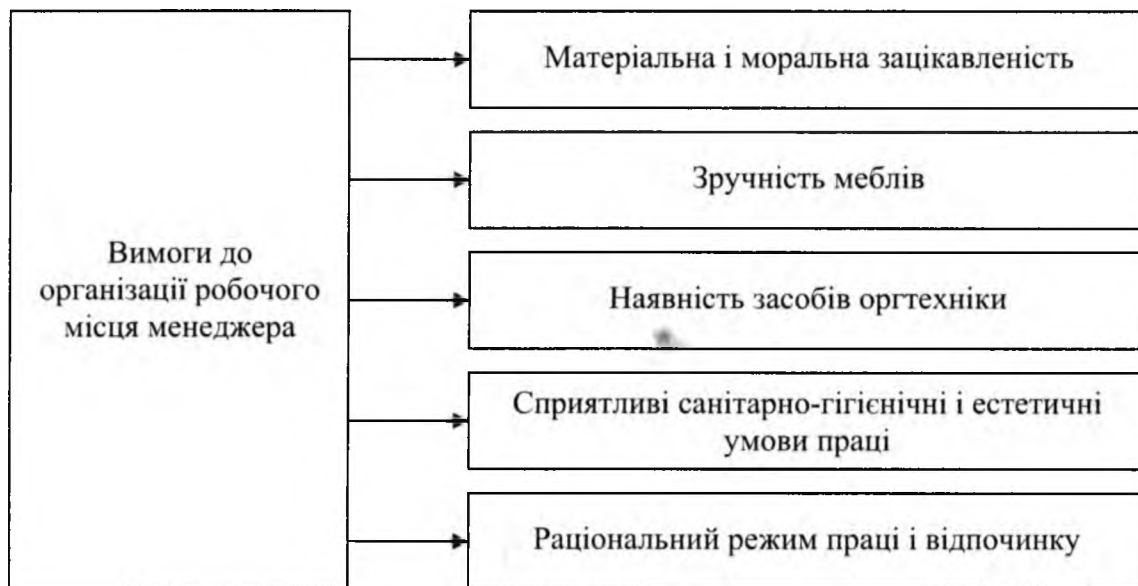 Вимоги до
організації робочого
місця менеджера
Матеріальна і моральна зацікавленість
Зручність меблів
Наявність засобів оргтехніки
Сприятливі санітарно-гігієнічні і естетичні
умови праці
Раціональний режим праці і відпочинку